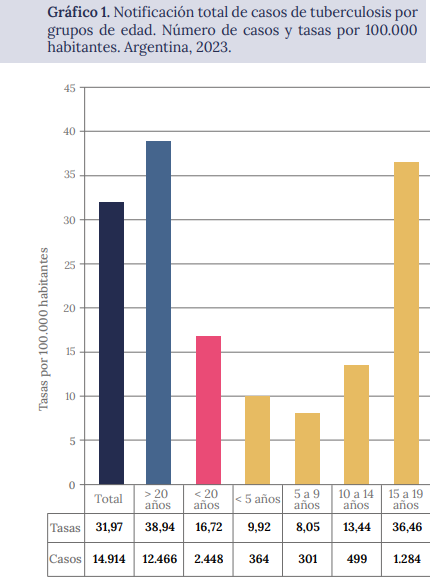 Gráfico 1. Notificación total de casos de tuberculosis por
grupos de edad. Número de casos y tasas por 100.000
habitantes. Argentina, 2023.
Tasas por 100.000 habitantes
45
40
35
30
25
20
15
10
5
0
Total > 20 años < 20 años < 5 años 5 a 9 años 10 a 14 años 15 a 19 años
Tasas 31,97 38,94 16,72 9,92 8,05 13,44 36,46
Casos 14.914 12.466 2.448 364 301 499 1.284